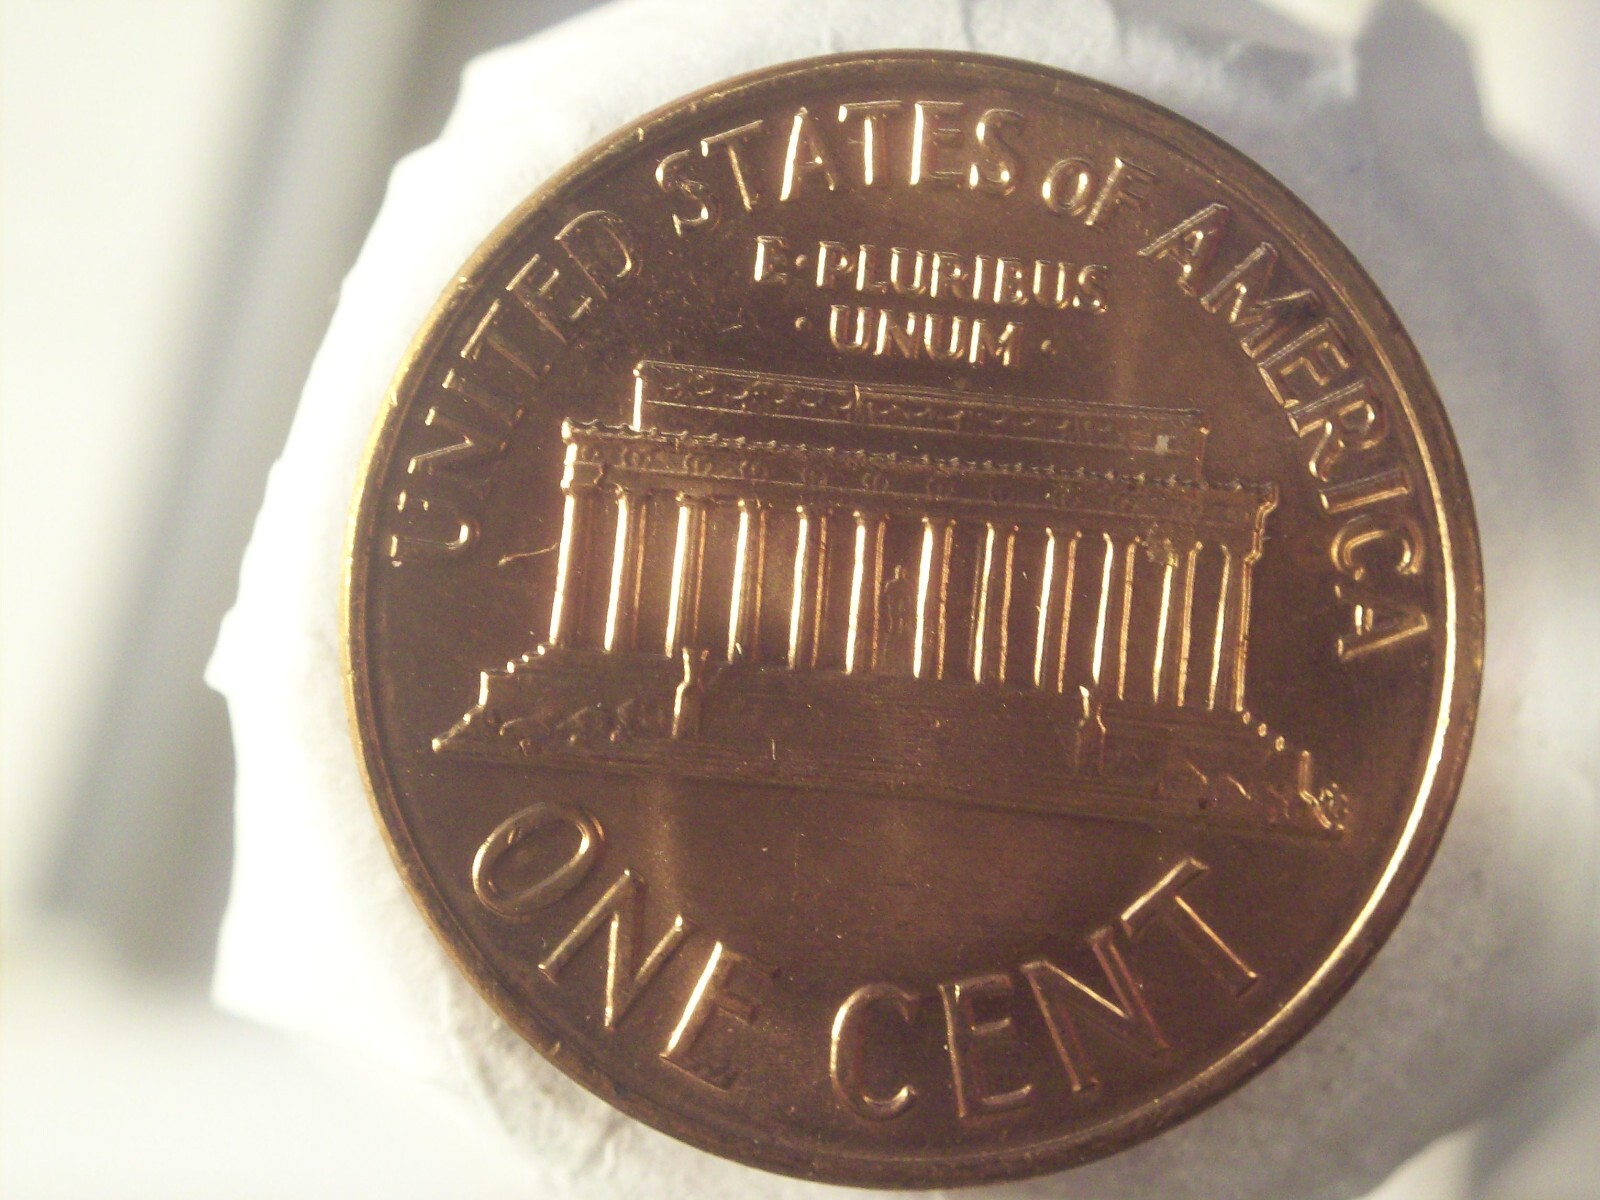 UNITED STATES OF AMERICA
E·PLURIBUS
·UNUM·
ONE CENT